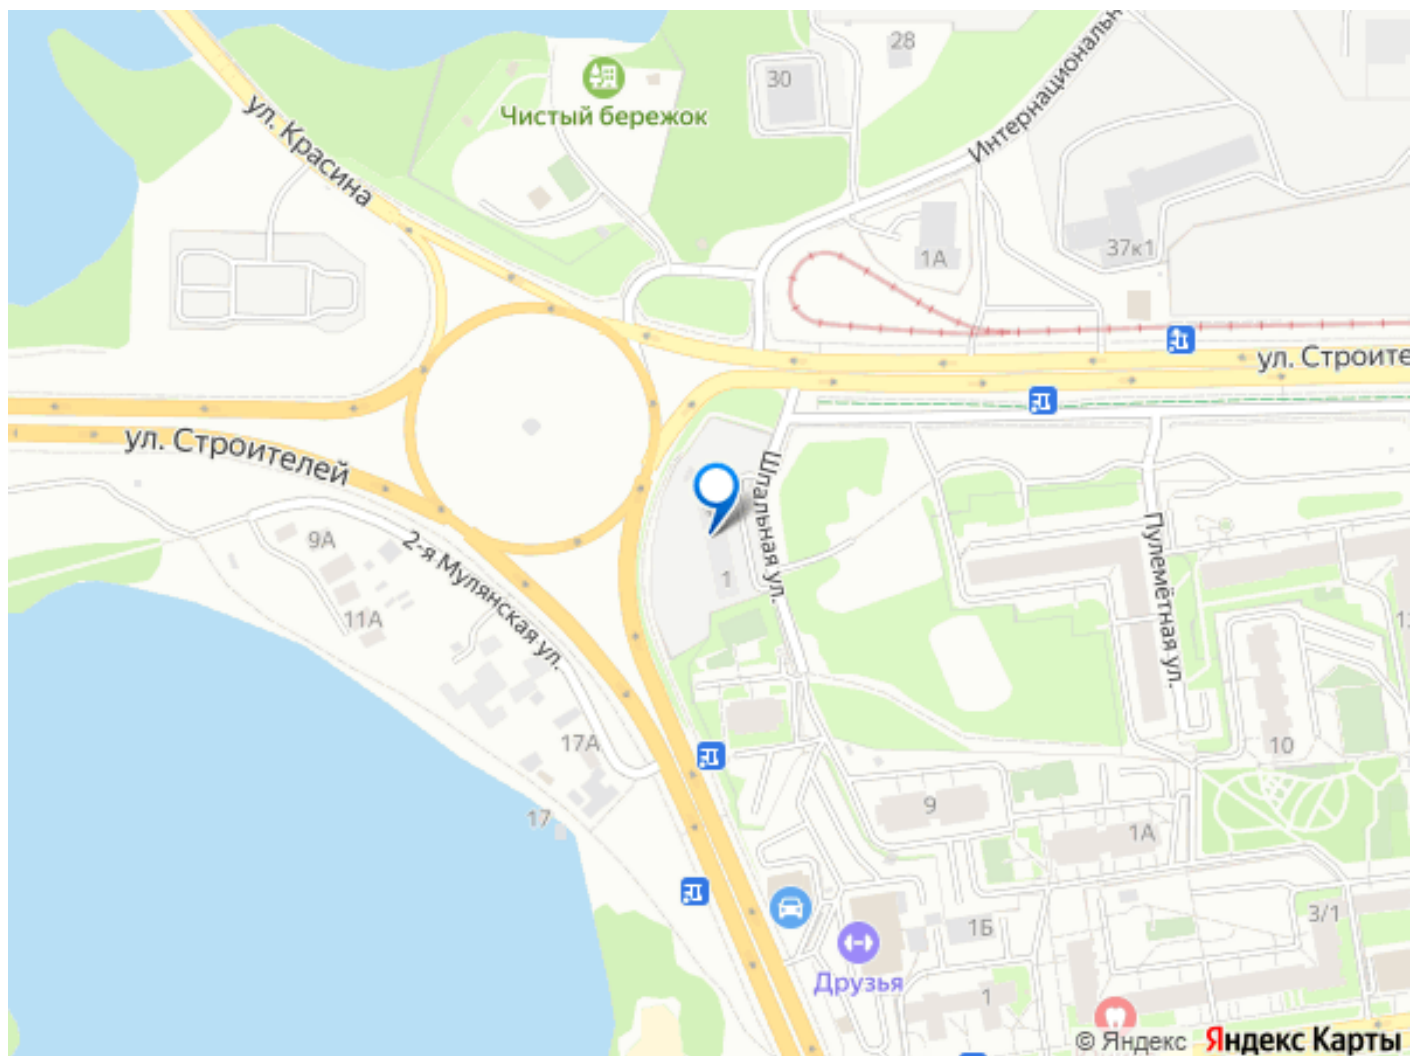 28
30
Чистый бережок
Интернациональн
ул. Красина
37к1
1А
ул. Строите
ул. Строителей
Шпальная ул.
Пулемётная ул.
9А
2-я Мулянская ул.
1
11А
17А
10
9
17
1А
3/1
1Б
Друзья
1
© Яндекс Яндекс Карты